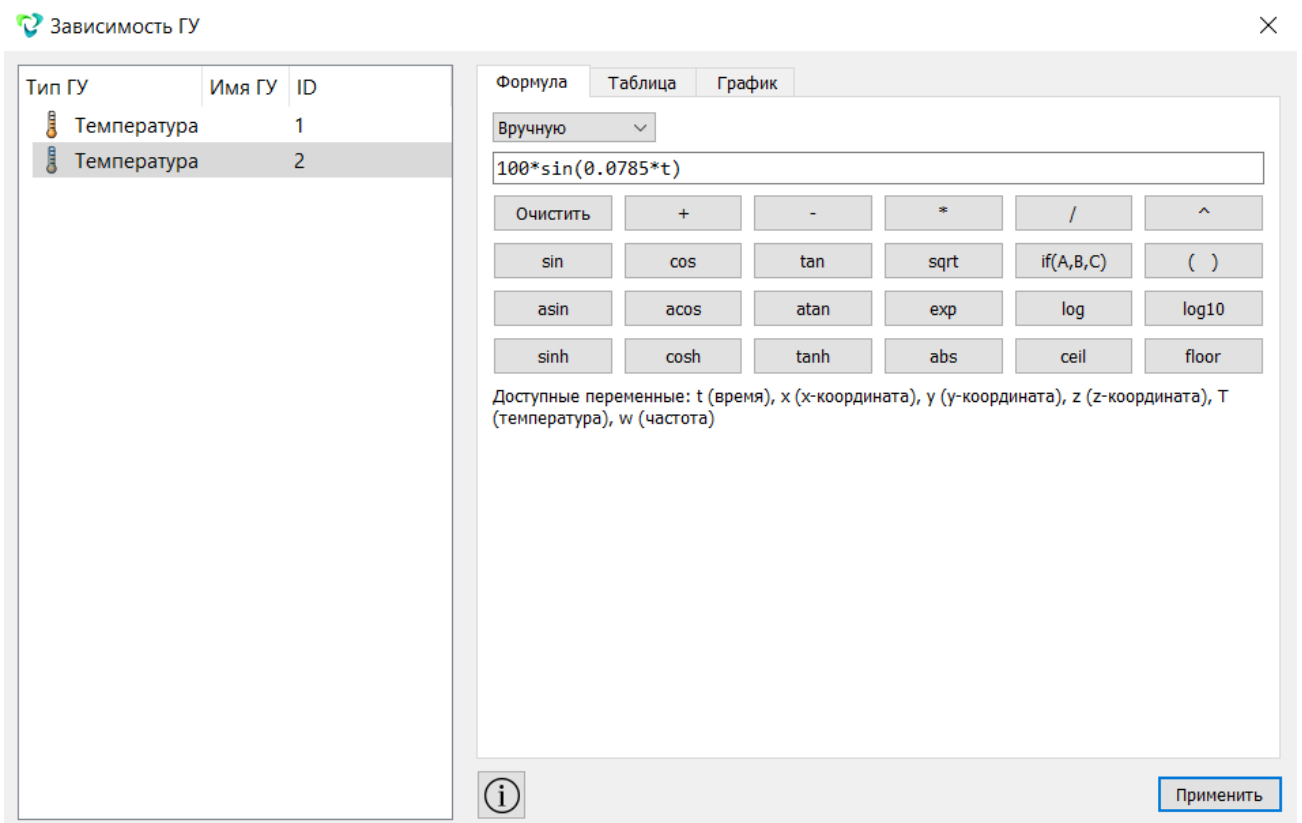 Зависимость ГУ
Тип ГУ Имя ГУ ID
Температура 1
Температура 2
Формула Таблица График
Вручную
100*sin(0.0785*t)
Очистить + - * / ^
sin cos tan sqrt if(A,B,C) ( )
asin acos atan exp log log10
sinh cosh tanh abs ceil floor
Доступные переменные: t (время), x (x-координата), y (y-координата), z (z-координата), T
(температура), w (частота)
i
Применить